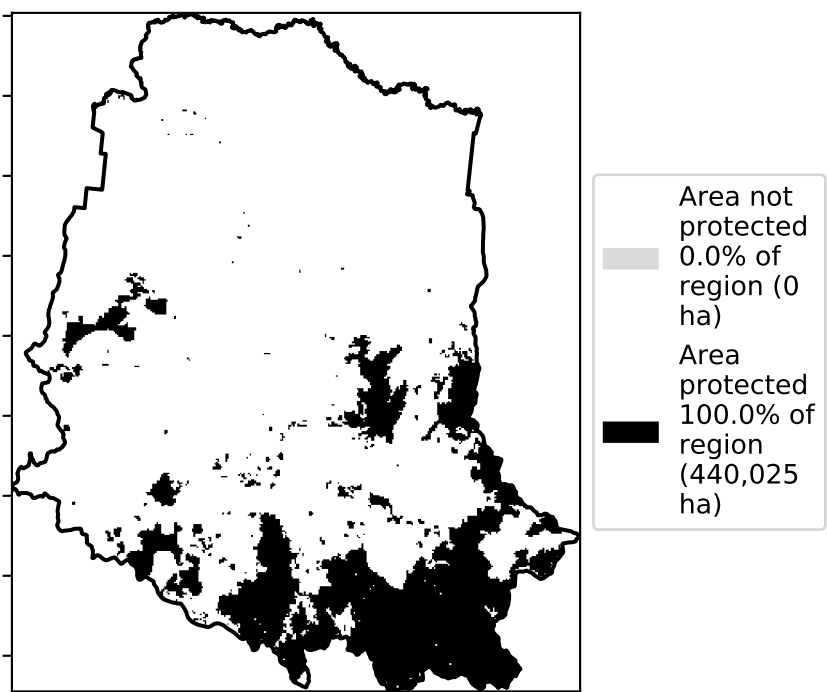 Area not
protected
0.0% of
region (0
ha)
Area
protected
100.0% of
region
(440,025
ha)